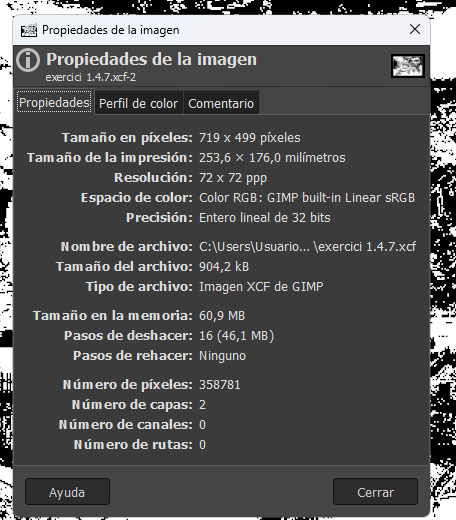 Propiedades de la imagen
Propiedades de la imagen
exercici 1.4.7.xcf-2
Propiedades Perfil de color Comentario
Tamaño en píxeles: 719 x 499 píxeles
Tamaño de la impresión: 253,6 × 176,0 milímetros
Resolución: 72 x 72 ppp
Espacio de color: Color RGB: GIMP built-in Linear sRGB
Precisión: Entero lineal de 32 bits
Nombre de archivo: C:\Users\Usuario... \exercici 1.4.7.xcf
Tamaño del archivo: 904,2 kB
Tipo de archivo: Imagen XCF de GIMP
Tamaño en la memoria: 60,9 MB
Pasos de deshacer: 16 (46,1 MB)
Pasos de rehacer: Ninguno
Número de píxeles: 358781
Número de capas: 2
Número de canales: 0
Número de rutas: 0
Ayuda Cerrar